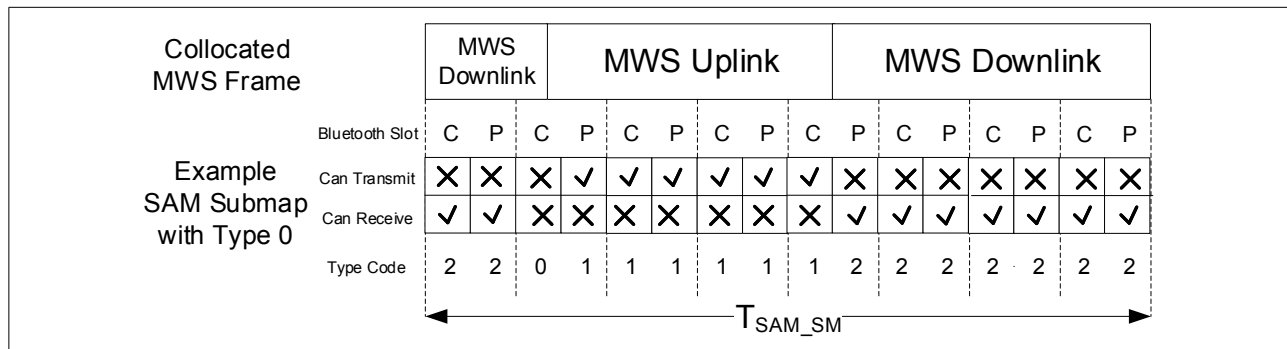 Collocated
MWS Frame
MWS
Downlink
MWS Uplink
MWS Downlink
Bluetooth Slot C P C P C P C P C P C P C P C P
Example
SAM Submap
with Type 0
Can Transmit ✕ ✕ ✕ ✓ ✓ ✓ ✓ ✓ ✓ ✕ ✕ ✕ ✕ ✕ ✕ ✕
Can Receive ✓ ✓ ✕ ✕ ✕ ✕ ✕ ✕ ✕ ✓ ✓ ✓ ✓ ✓ ✓ ✓
Type Code 2 2 0 1 1 1 1 1 1 2 2 2 2 2 2 2
T_SAM_SM